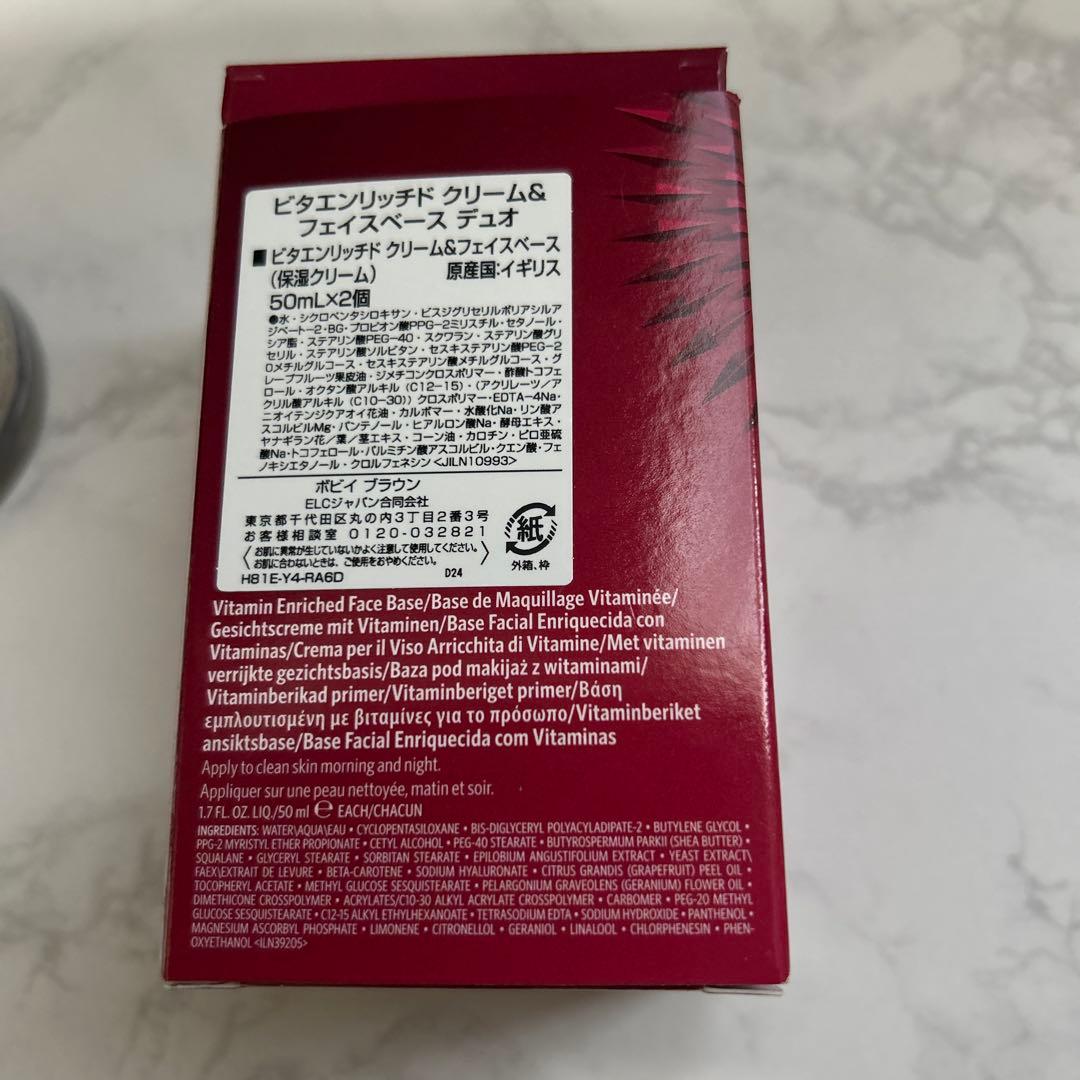 ビタエンリッチド クリーム&
フェイスベース デュオ
■ビタエンリッチド クリーム&フェイスベース
(保湿クリーム) 原産国:イギリス
50mL×2個
●水・シクロペンタシロキサン・ビスジグリセリルポリアシルア
ジペート-2・BG・プロピオン酸PPG-2ミリスチル・セタノール・
シア脂・ステアリン酸PEG-40・スクワラン・ステアリン酸グリ
セリル・ステアリン酸ソルビタン・セスキステアリン酸PEG-2
0メチルグルコース・セスキステアリン酸メチルグルコース・グ
レープフルーツ果皮油・ジメチコンクロスポリマー・酢酸トコフェ
ロール・オクタン酸アルキル(C12-15)・(アクリレーツ/ア
クリル酸アルキル(C10-30))クロスポリマー・EDTA-4Na・
ニオイテンジクアオイ花油・カルボマー・水酸化Na・リン酸ア
スコルビルMg・パンテノール・ヒアルロン酸Na・酵母エキス・
ヤナギラン花/葉/茎エキス・コーン油・カロチン・ピロ亜硫
酸Na・トコフェロール・パルミチン酸アスコルビル・クエン酸・フェ
ノキシエタノール・クロルフェネシン<JILN10993>
ボビイ ブラウン
ELCジャパン合同会社
東京都千代田区丸の内3丁目2番3号
お客様相談室 0120-032821
〈お肌に異常が生じていないかよく注意して使用してください。
お肌に合わないときは、ご使用をおやめください。〉
H81E-Y4-RA6D D24
紙
外箱、枠
Vitamin Enriched Face Base/Base de Maquillage Vitaminée/
Gesichtscreme mit Vitaminen/Base Facial Enriquecida con
Vitaminas/Crema per il Viso Arricchita di Vitamine/Met vitaminen
verrijkte gezichtsbasis/Baza pod makijaż z witaminami/
Vitaminberikad primer/Vitaminberiget primer/Βάση
εμπλουτισμένη με βιταμίνες για το πρόσωπο/Vitaminberiket
ansiktsbase/Base Facial Enriquecida com Vitaminas
Apply to clean skin morning and night.
Appliquer sur une peau nettoyée, matin et soir.
1.7 FL. OZ. LIQ./50 ml ℮ EACH/CHACUN
INGREDIENTS: WATER\AQUA\EAU • CYCLOPENTASILOXANE • BIS-DIGLYCERYL POLYACYLADIPATE-2 • BUTYLENE GLYCOL •
PPG-2 MYRISTYL ETHER PROPIONATE • CETYL ALCOHOL • PEG-40 STEARATE • BUTYROSPERMUM PARKII (SHEA BUTTER) •
SQUALANE • GLYCERYL STEARATE • SORBITAN STEARATE • EPILOBIUM ANGUSTIFOLIUM EXTRACT • YEAST EXTRACT\
FAEX\EXTRAIT DE LEVURE • BETA-CAROTENE • SODIUM HYALURONATE • CITRUS GRANDIS (GRAPEFRUIT) PEEL OIL •
TOCOPHERYL ACETATE • METHYL GLUCOSE SESQUISTEARATE • PELARGONIUM GRAVEOLENS (GERANIUM) FLOWER OIL •
DIMETHICONE CROSSPOLYMER • ACRYLATES/C10-30 ALKYL ACRYLATE CROSSPOLYMER • CARBOMER • PEG-20 METHYL
GLUCOSE SESQUISTEARATE • C12-15 ALKYL ETHYLHEXANOATE • TETRASODIUM EDTA • SODIUM HYDROXIDE • PANTHENOL •
MAGNESIUM ASCORBYL PHOSPHATE • LIMONENE • CITRONELLOL • GERANIOL • LINALOOL • CHLORPHENESIN • PHEN-
OXYETHANOL <ILN39205>